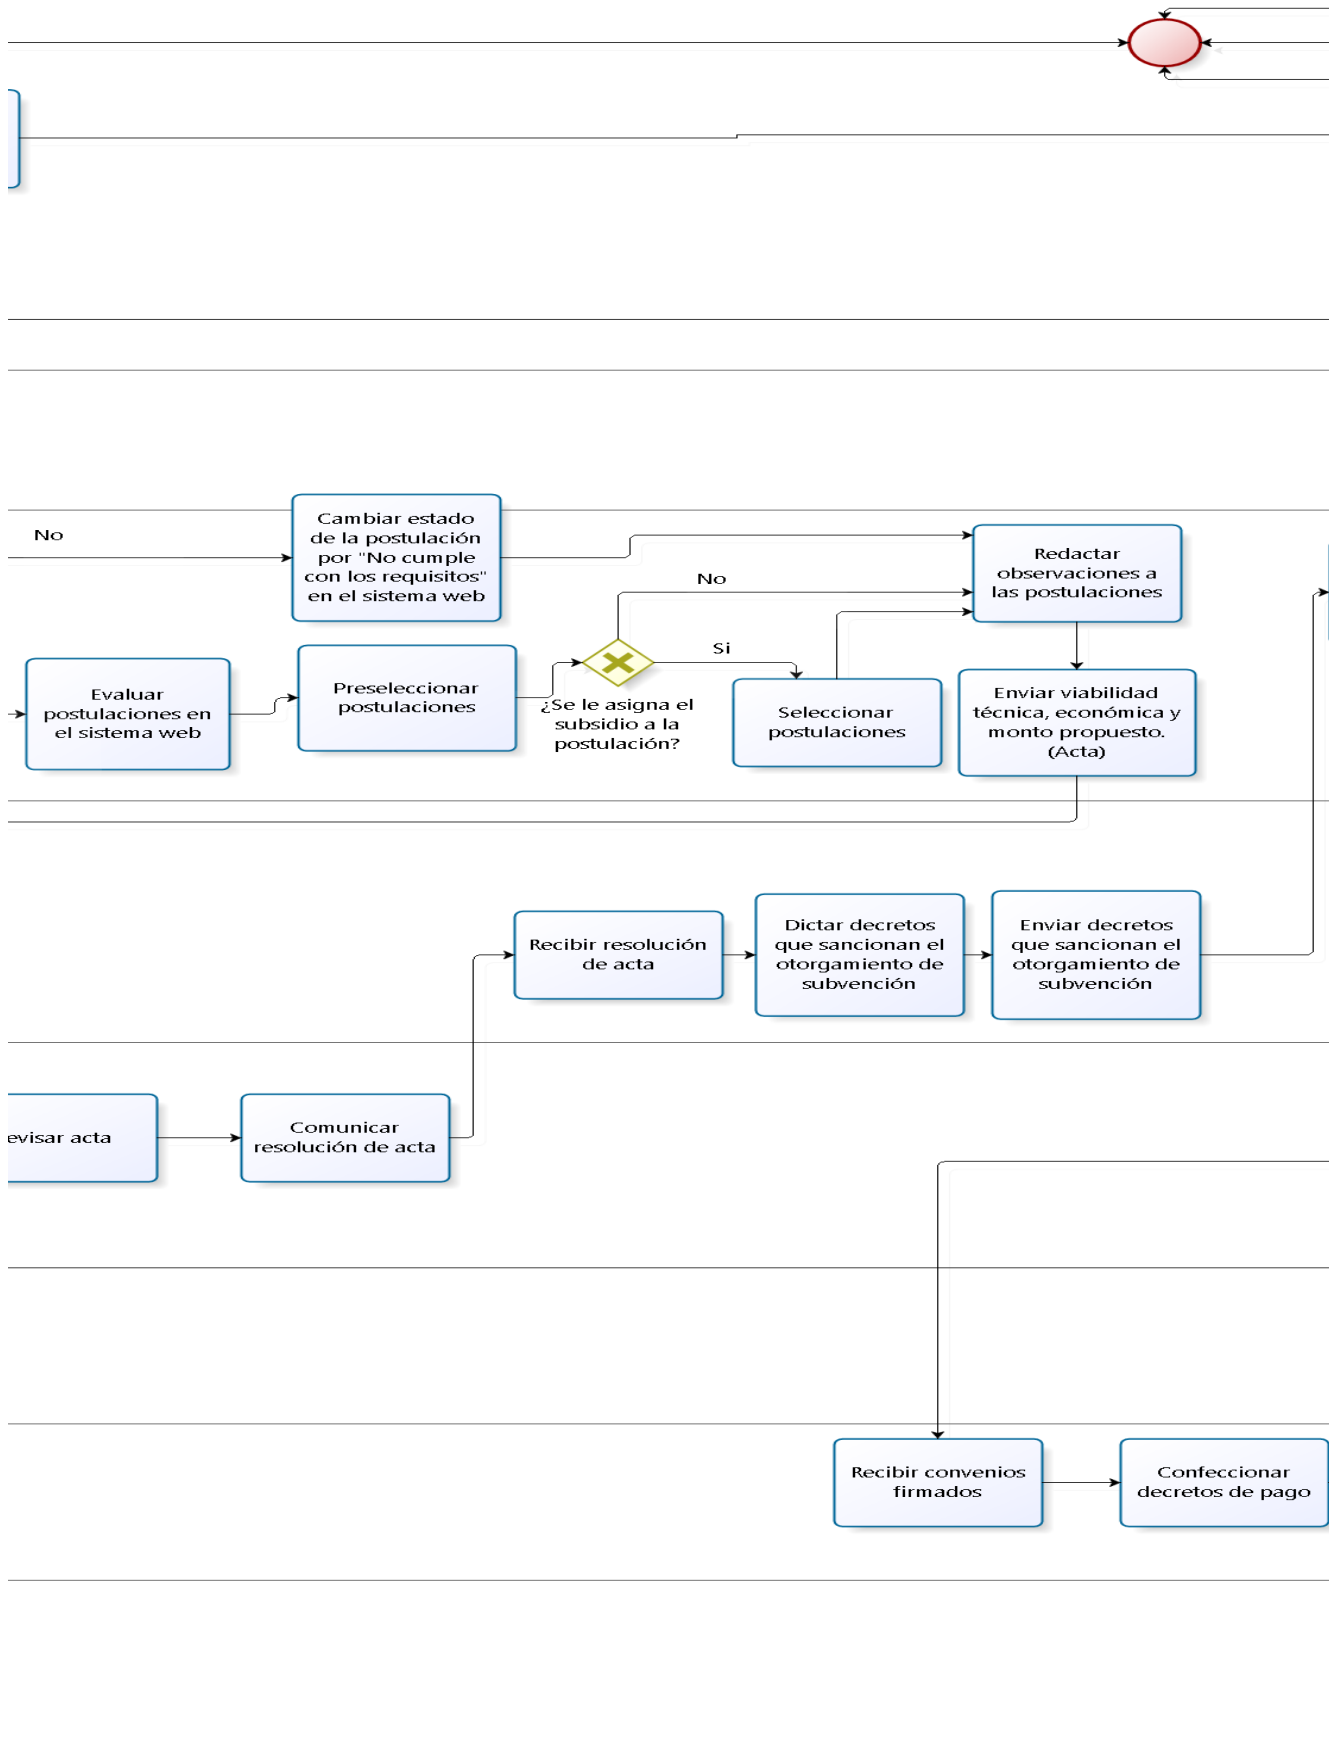 No
Cambiar estado
de la postulación
por "No cumple
con los requisitos"
en el sistema web
Redactar
observaciones a
las postulaciones
No
Si
Evaluar
postulaciones en
el sistema web
Preseleccionar
postulaciones
¿Se le asigna el
subsidio a la
postulación?
Seleccionar
postulaciones
Enviar viabilidad
técnica, económica y
monto propuesto.
(Acta)
Recibir resolución
de acta
Dictar decretos
que sancionan el
otorgamiento de
subvención
Enviar decretos
que sancionan el
otorgamiento de
subvención
evisar acta
Comunicar
resolución de acta
Recibir convenios
firmados
Confeccionar
decretos de pago